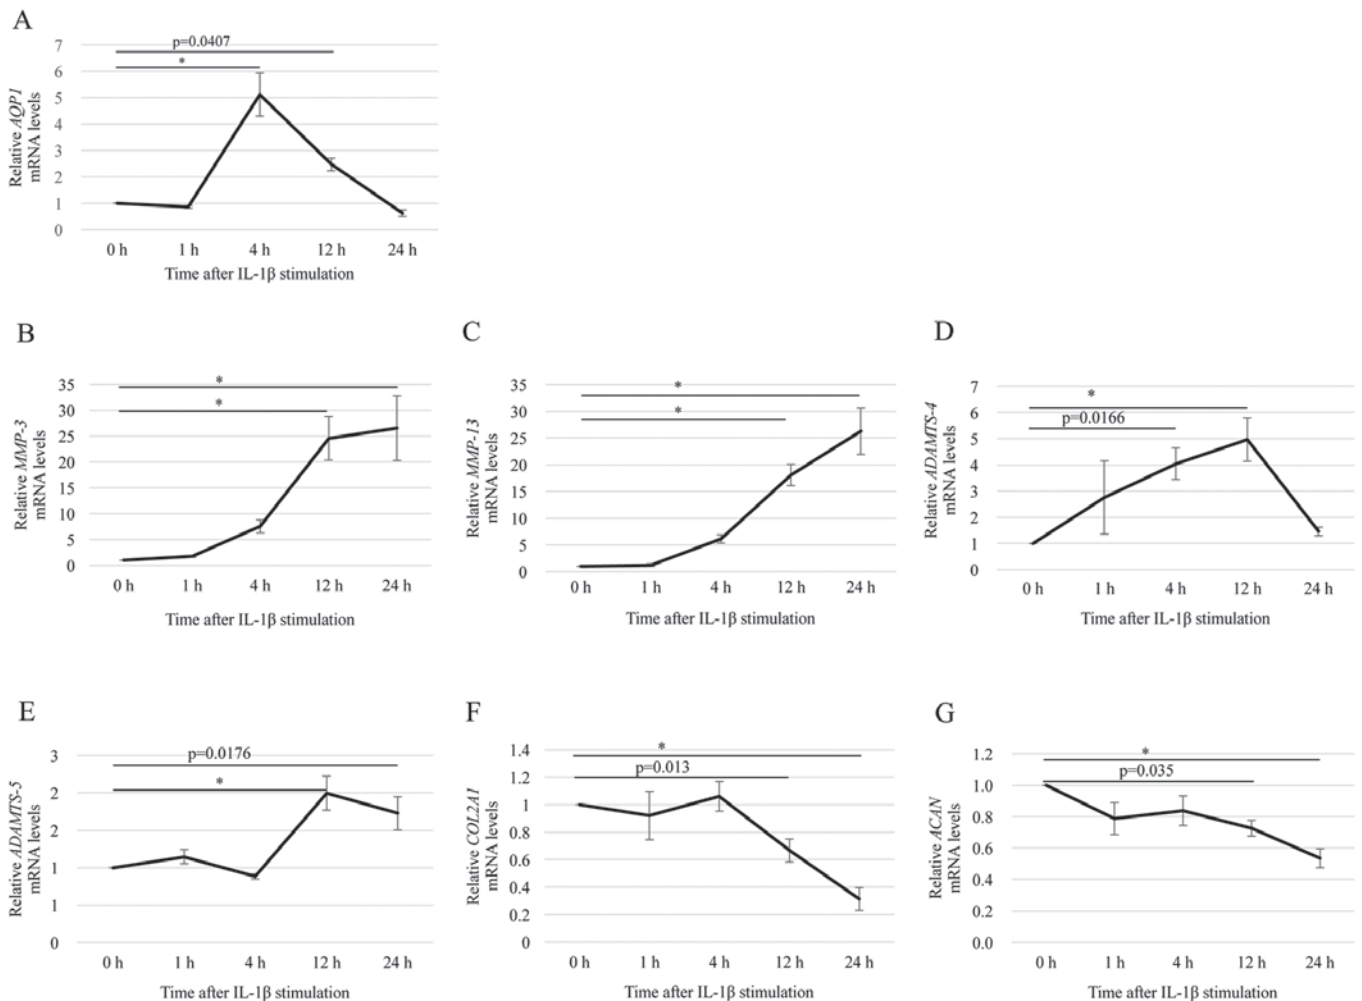 A
Relative AQP1
mRNA levels
7
6
5
4
3
2
1
0
p=0.0407
*
0 h 1 h 4 h 12 h 24 h
Time after IL-1β stimulation
B
Relative MMP-3
mRNA levels
35
30
25
20
15
10
5
0
*
*
0 h 1 h 4 h 12 h 24 h
Time after IL-1β stimulation
C
Relative MMP-13
mRNA levels
35
30
25
20
15
10
5
0
*
*
0 h 1 h 4 h 12 h 24 h
Time after IL-1β stimulation
D
Relative ADAMTS-4
mRNA levels
7
6
5
4
3
2
1
0
*
p=0.0166
0 h 1 h 4 h 12 h 24 h
Time after IL-1β stimulation
E
Relative ADAMTS-5
mRNA levels
3
2
2
1
1
0
p=0.0176
*
0 h 1 h 4 h 12 h 24 h
Time after IL-1β stimulation
F
Relative COL2A1
mRNA levels
1.4
1.2
1
0.8
0.6
0.4
0.2
0
*
p=0.013
0 h 1 h 4 h 12 h 24 h
Time after IL-1β stimulation
G
Relative ACAN
mRNA levels
1.2
1.0
0.8
0.6
0.4
0.2
0.0
*
p=0.035
0 h 1 h 4 h 12 h 24 h
Time after IL-1β stimulation